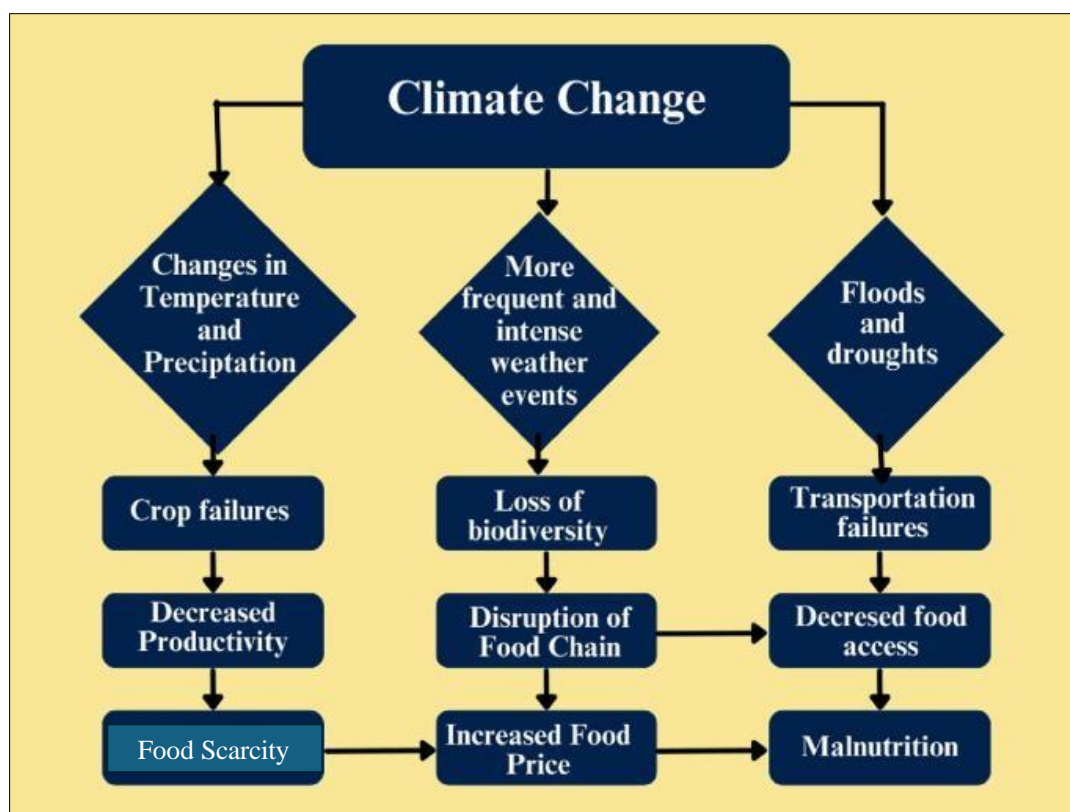 Climate Change
Changes in
Temperature
and
Preciptation
More
frequent and
intense
weather
events
Floods
and
droughts
Crop failures
Loss of
biodiversity
Transportation
failures
Decreased
Productivity
Disruption of
Food Chain
Decresed food
access
Food Scarcity
Increased Food
Price
Malnutrition